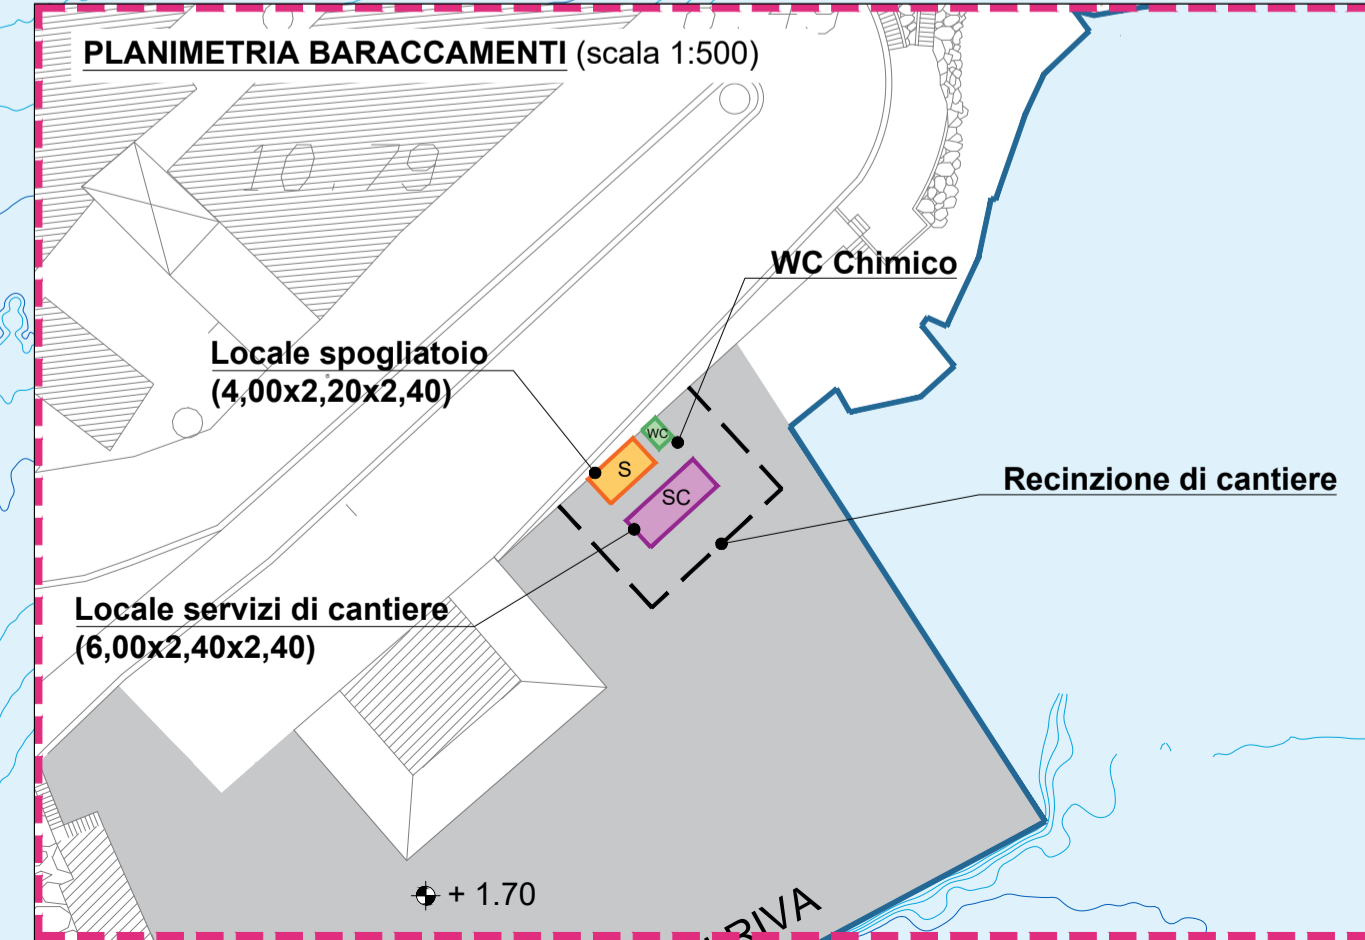 PLANIMETRIA BARACCAMENTI (scala 1:500)
10.79
WC Chimico
Locale spogliatoio
(4,00x2,20x2,40)
WC
S
SC
Recinzione di cantiere
Locale servizi di cantiere
(6,00x2,40x2,40)
+ 1.70
RIVA